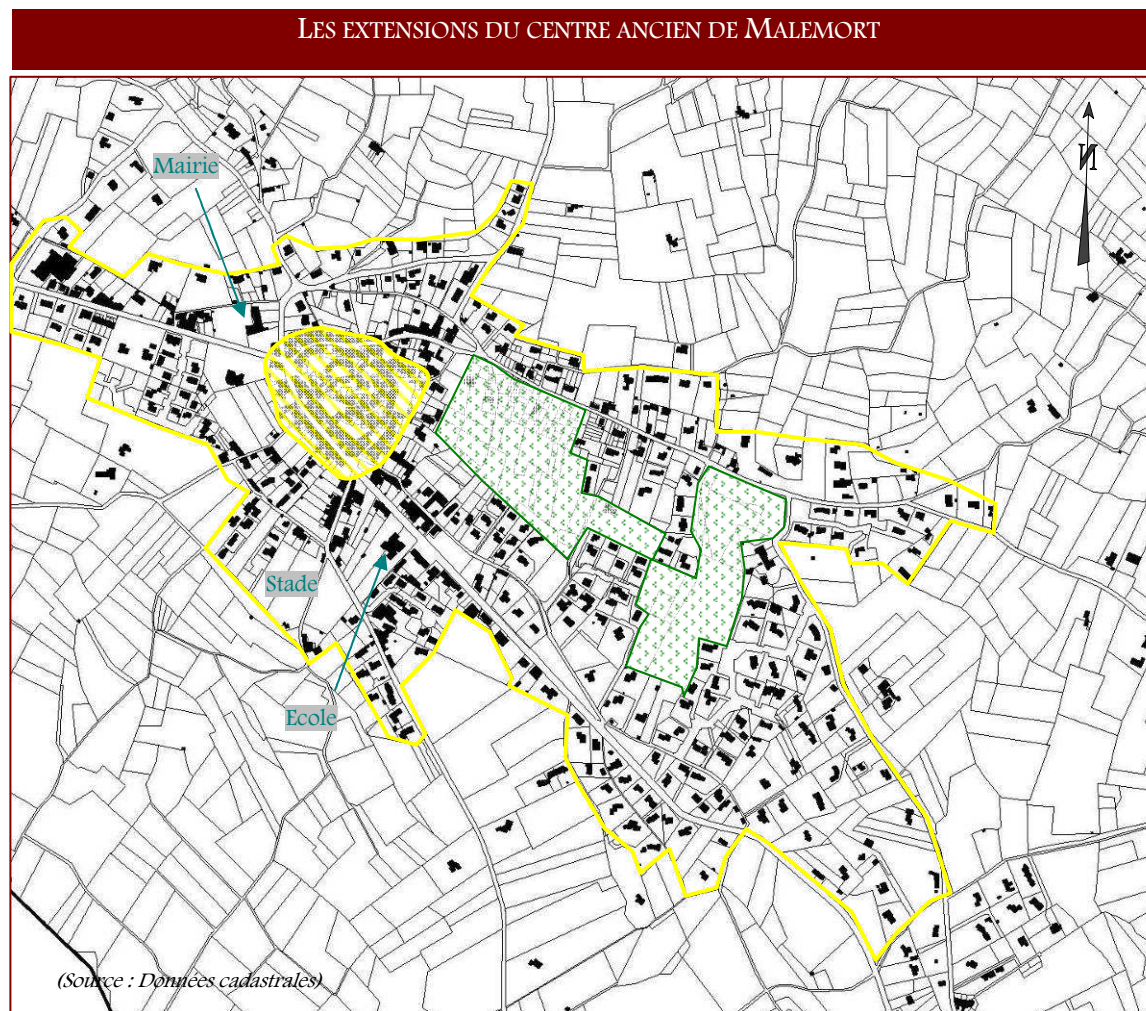 LES EXTENSIONS DU CENTRE ANCIEN DE MALEMORT
Mairie
N
Stade
Ecole
(Source : Données cadastrales)